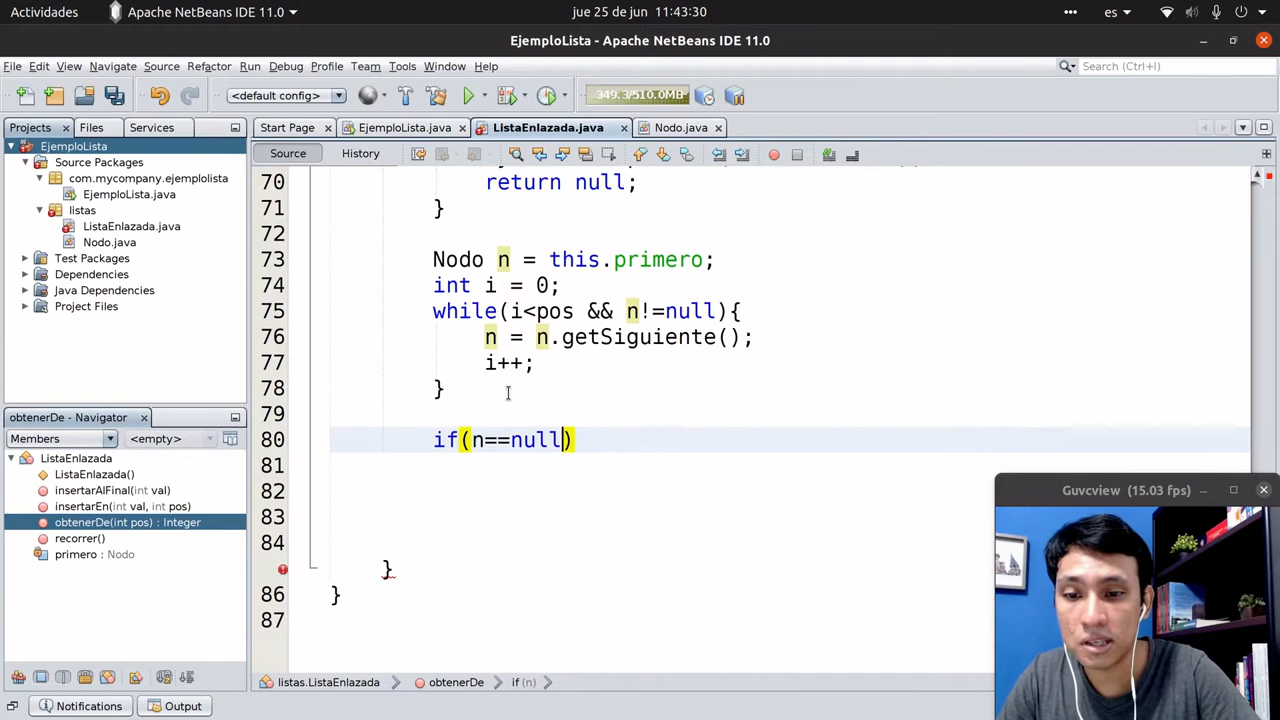 Actividades
Apache NetBeans IDE 11.0
jue 25 de jun 11:43:30
es
EjemploLista - Apache NetBeans IDE 11.0
File Edit View Navigate Source Refactor Run Debug Profile Team Tools Window Help
Search (Ctrl+I)
<default config>
349.3/510.0MB
Projects Files Services
Start Page EjemploLista.java ListaEnlazada.java Nodo.java
EjemploLista
Source Packages
com.mycompany.ejemplolista
EjemploLista.java
listas
ListaEnlazada.java
Nodo.java
Test Packages
Dependencies
Java Dependencies
Project Files
Source History
70 return null;
71 }
72
73 Nodo n = this.primero;
74 int i = 0;
75 while(i<pos && n!=null){
76 n = n.getSiguiente();
77 i++;
78 }
79
80 if(n==null)
81
82
83
84
}
86 }
87
obtenerDe - Navigator
Members <empty>
ListaEnlazada
ListaEnlazada()
insertarAlFinal(int val)
insertarEn(int val, int pos)
obtenerDe(int pos) : Integer
recorrer()
primero : Nodo
Guvcview (15.03 fps)
listas.ListaEnlazada obtenerDe if (n)
Notifications Output